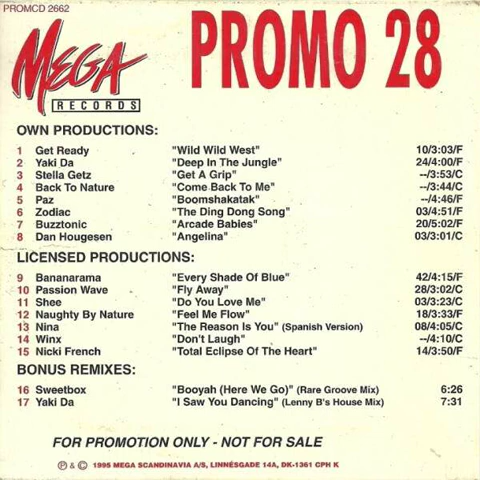 PROMCD 2662
MEGA
RECORDS
PROMO 28
OWN PRODUCTIONS:
1 Get Ready "Wild Wild West" 10/3:03/F
2 Yaki Da "Deep In The Jungle" 24/4:00/F
3 Stella Getz "Get A Grip" --/3:53/C
4 Back To Nature "Come Back To Me" --/3:44/C
5 Paz "Boomshakatak" --/4:46/F
6 Zodiac "The Ding Dong Song" 03/4:51/F
7 Buzztonic "Arcade Babies" 20/5:02/F
8 Dan Hougesen "Angelina" 03/3:01/C
LICENSED PRODUCTIONS:
9 Bananarama "Every Shade Of Blue" 42/4:15/F
10 Passion Wave "Fly Away" 28/3:02/C
11 Shee "Do You Love Me" 03/3:23/C
12 Naughty By Nature "Feel Me Flow" 18/3:33/F
13 Nina "The Reason Is You" (Spanish Version) 08/4:05/C
14 Winx "Don't Laugh" --/4:10/C
15 Nicki French "Total Eclipse Of The Heart" 14/3:50/F
BONUS REMIXES:
16 Sweetbox "Booyah (Here We Go)" (Rare Groove Mix) 6:26
17 Yaki Da "I Saw You Dancing" (Lenny B's House Mix) 7:31
FOR PROMOTION ONLY - NOT FOR SALE
℗ & © 1995 MEGA SCANDINAVIA A/S, LINNÉSGADE 14A, DK-1361 CPH K